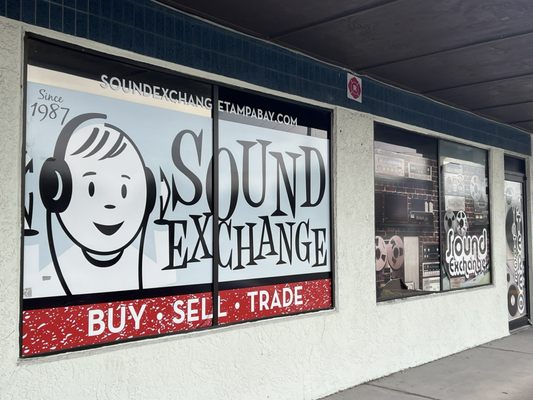 SOUNDEXCHANGETAMPABAY.COM
Since
1987
SOUND
EXCHANGE
BUY • SELL • TRADE
sound
exchange